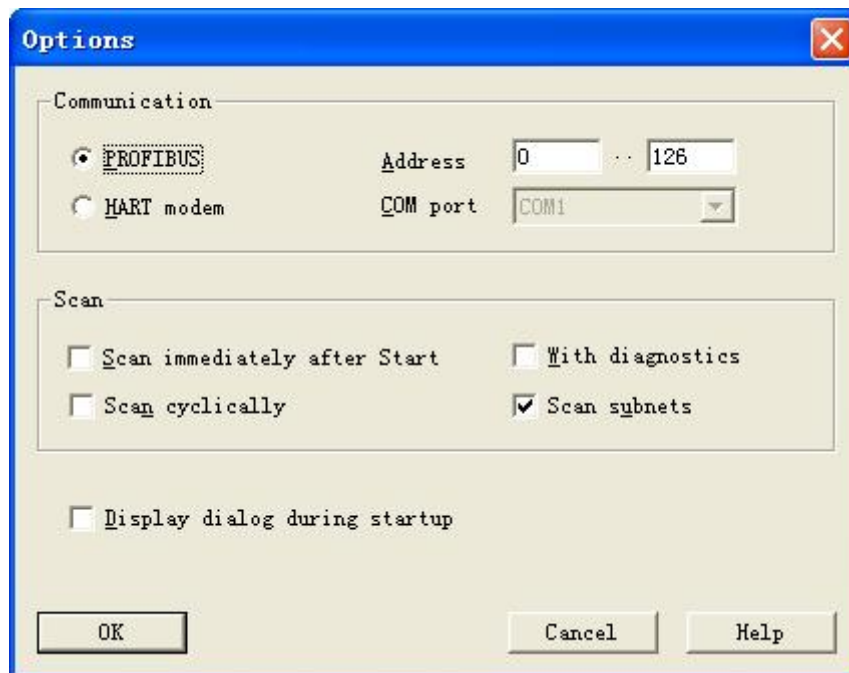 Options
Communication
PROFIBUS Address 0 .. 126
HART modem COM port COM1
Scan
Scan immediately after Start With diagnostics
Scan cyclically Scan subnets
Display dialog during startup
OK Cancel Help